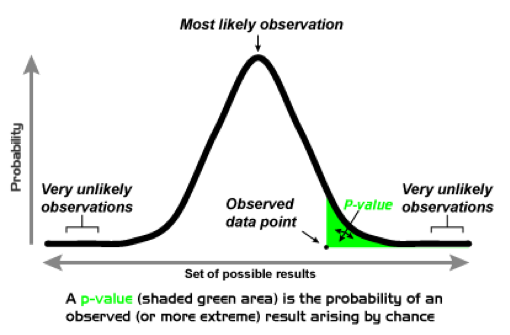 Most likely observation
Probability
Very unlikely
observations
Observed
data point
P-value
Very unlikely
observations
Set of possible results
A p-value (shaded green area) is the probability of an
observed (or more extreme) result arising by chance